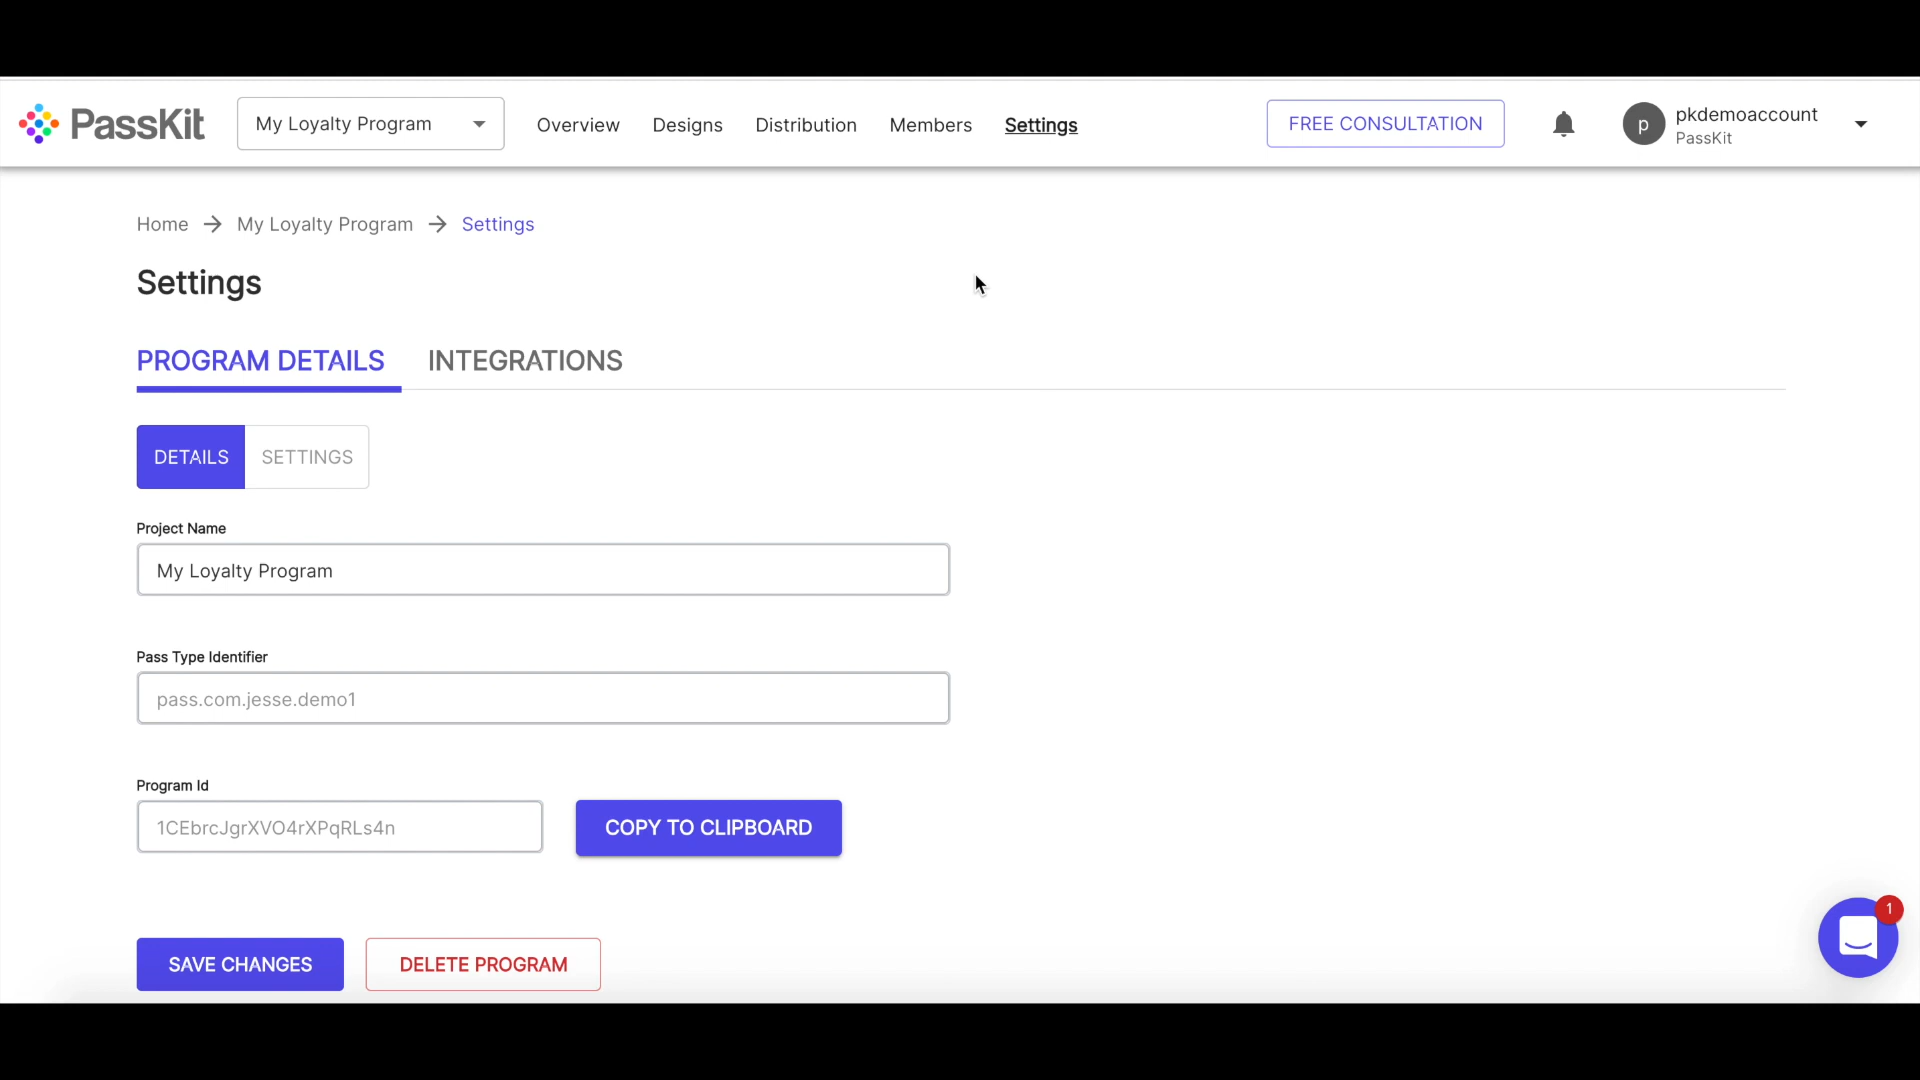 PassKit
My Loyalty Program
Overview
Designs
Distribution
Members
Settings
FREE CONSULTATION
p
pkdemoaccount
PassKit
Home → My Loyalty Program → Settings
Settings
PROGRAM DETAILS
INTEGRATIONS
DETAILS
SETTINGS
Project Name
My Loyalty Program
Pass Type Identifier
pass.com.jesse.demo1
Program Id
1CEbrcJgrXVO4rXPqRLs4n
COPY TO CLIPBOARD
1
SAVE CHANGES
DELETE PROGRAM